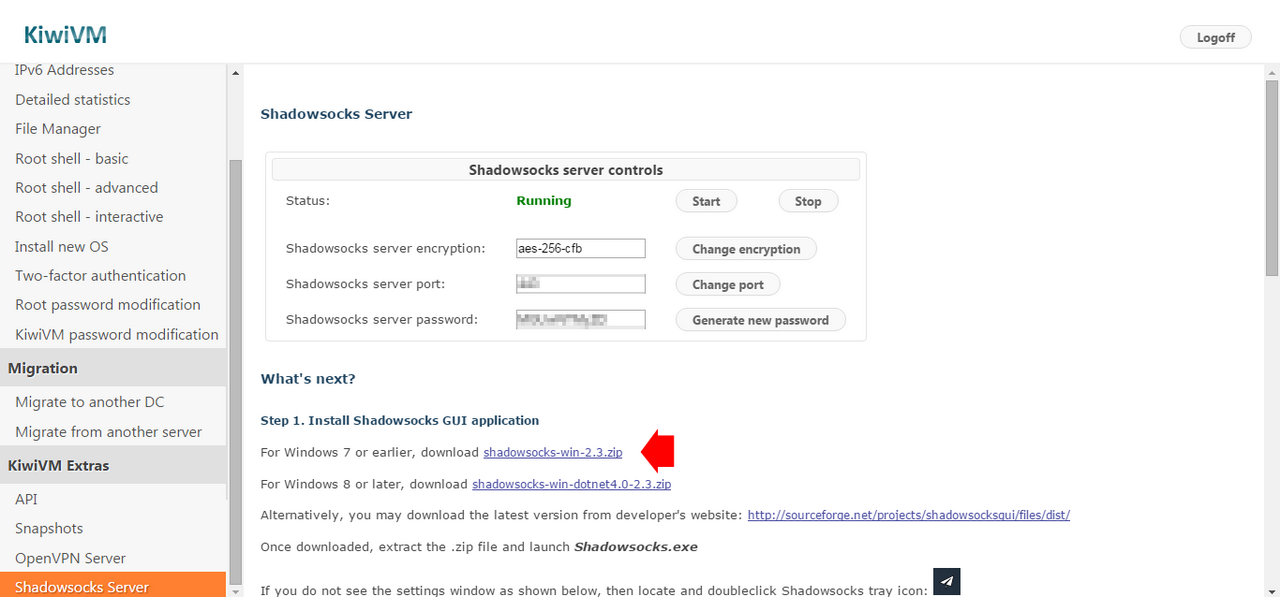 KiwiVM
Logoff
IPv6 Addresses
Detailed statistics
File Manager
Root shell - basic
Root shell - advanced
Root shell - interactive
Install new OS
Two-factor authentication
Root password modification
KiwiVM password modification
Migration
Migrate to another DC
Migrate from another server
KiwiVM Extras
API
Snapshots
OpenVPN Server
Shadowsocks Server
Shadowsocks Server
Shadowsocks server controls
Status: Running Start Stop
Shadowsocks server encryption: aes-256-cfb Change encryption
Shadowsocks server port: Change port
Shadowsocks server password: Generate new password
What's next?
Step 1. Install Shadowsocks GUI application
For Windows 7 or earlier, download shadowsocks-win-2.3.zip
For Windows 8 or later, download shadowsocks-win-dotnet4.0-2.3.zip
Alternatively, you may download the latest version from developer's website: http://sourceforge.net/projects/shadowsocksgui/files/dist/
Once downloaded, extract the .zip file and launch Shadowsocks.exe
If you do not see the settings window as shown below, then locate and doubleclick Shadowsocks tray icon: